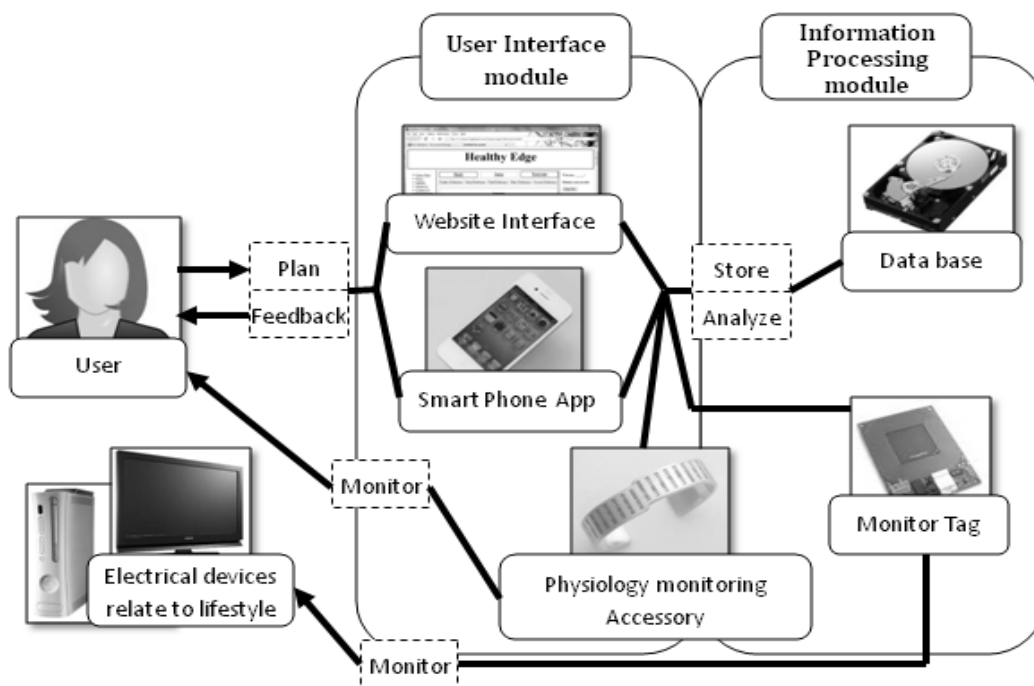 User Interface
module
Information
Processing
module
Healthy Edge
Website Interface
Plan
Feedback
Store
Analyze
Data base
User
Smart Phone App
Monitor
Monitor Tag
Electrical devices
relate to lifestyle
Physiology monitoring
Accessory
Monitor